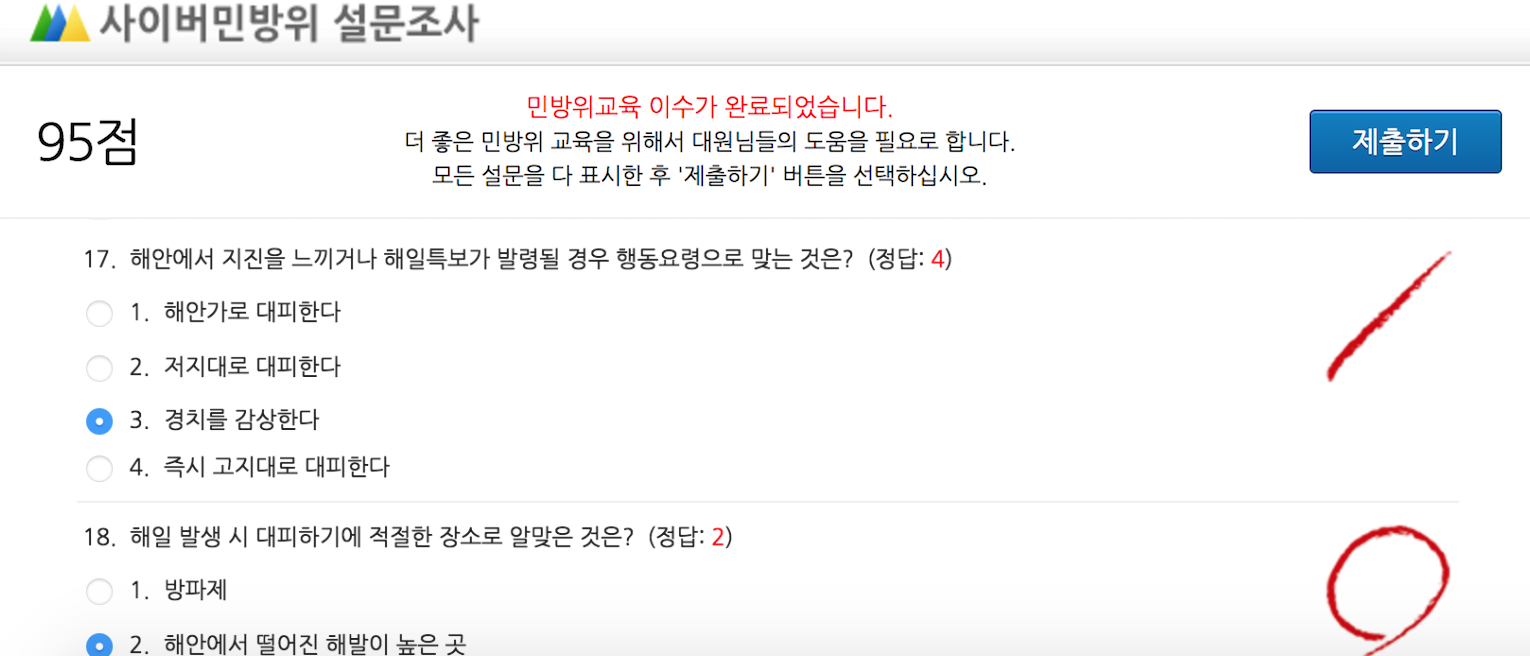 사이버민방위 설문조사
95점
민방위교육 이수가 완료되었습니다.
더 좋은 민방위 교육을 위해서 대원님들의 도움을 필요로 합니다.
모든 설문을 다 표시한 후 '제출하기' 버튼을 선택하십시오.
제출하기
17. 해안에서 지진을 느끼거나 해일특보가 발령될 경우 행동요령으로 맞는 것은? (정답: 4)
1. 해안가로 대피한다
2. 저지대로 대피한다
3. 경치를 감상한다
4. 즉시 고지대로 대피한다
18. 해일 발생 시 대피하기에 적절한 장소로 알맞은 것은? (정답: 2)
1. 방파제
2. 해안에서 떨어진 해발이 높은 곳